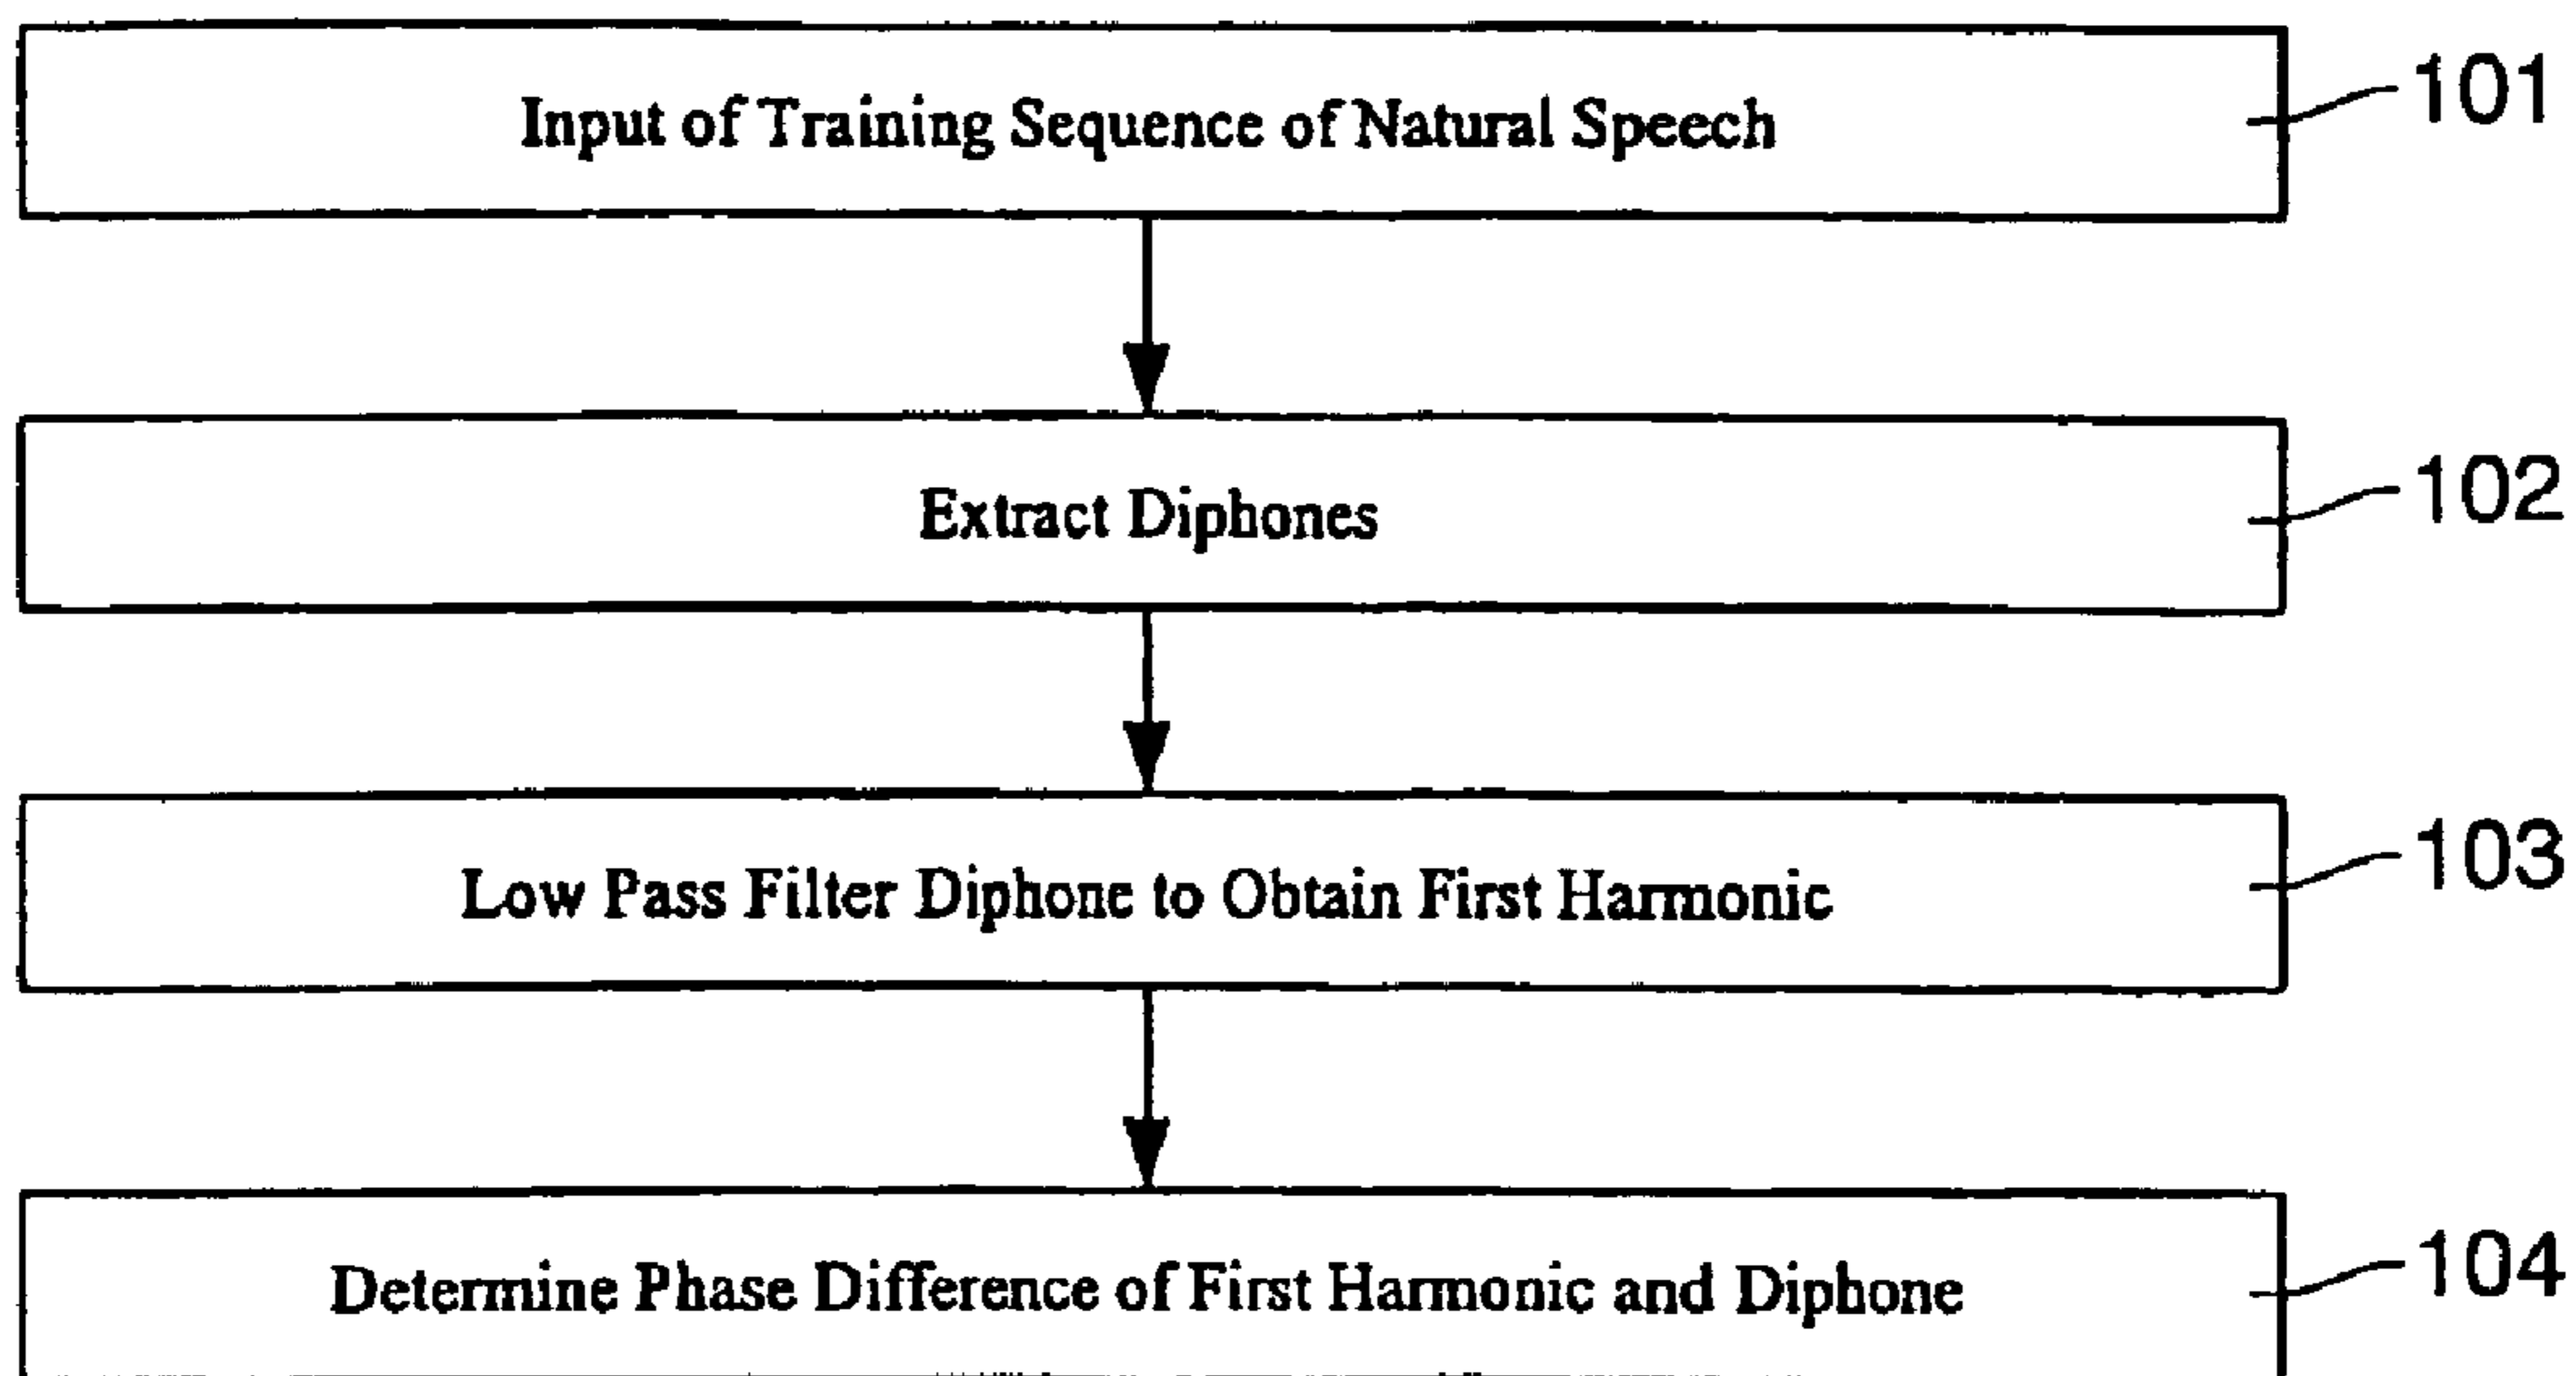 Input of Training Sequence of Natural Speech
101
Extract Diphones
102
Low Pass Filter Diphone to Obtain First Harmonic
103
Determine Phase Difference of First Harmonic and Diphone
104